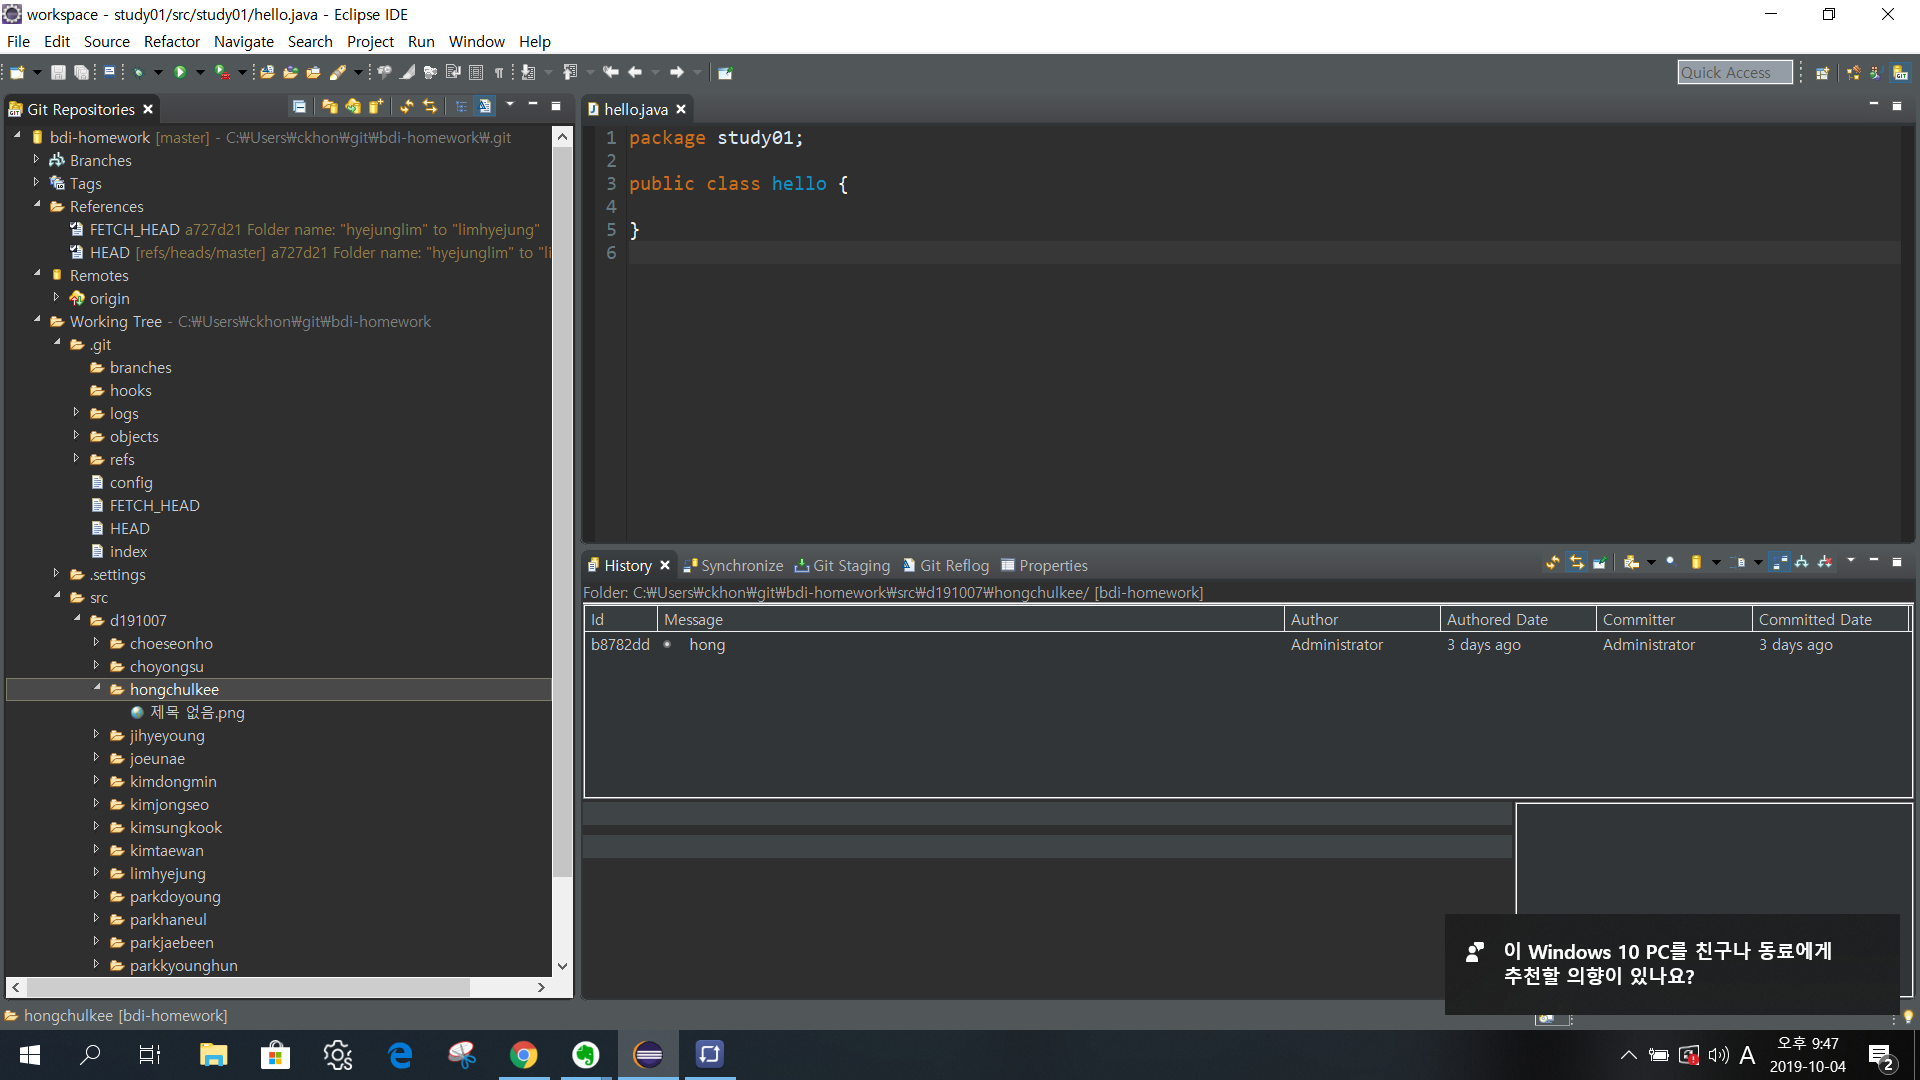 workspace - study01/src/study01/hello.java - Eclipse IDE
File Edit Source Refactor Navigate Search Project Run Window Help
Quick Access
Git Repositories
bdi-homework [master] - C:₩Users₩ckhon₩git₩bdi-homework₩.git
Branches
Tags
References
FETCH_HEAD a727d21 Folder name: "hyejunglim" to "limhyejung"
HEAD [refs/heads/master] a727d21 Folder name: "hyejunglim" to "li
Remotes
origin
Working Tree - C:₩Users₩ckhon₩git₩bdi-homework
.git
branches
hooks
logs
objects
refs
config
FETCH_HEAD
HEAD
index
.settings
src
d191007
choeseonho
choyongsu
hongchulkee
제목 없음.png
jihyeyoung
joeunae
kimdongmin
kimjongseo
kimsungkook
kimtaewan
limhyejung
parkdoyoung
parkhaneul
parkjaebeen
parkkyounghun
hello.java
1 package study01;
2
3 public class hello {
4
5 }
6
History Synchronize Git Staging Git Reflog Properties
Folder: C:₩Users₩ckhon₩git₩bdi-homework₩src₩d191007₩hongchulkee/ [bdi-homework]
Id Message Author Authored Date Committer Committed Date
b8782dd hong Administrator 3 days ago Administrator 3 days ago
이 Windows 10 PC를 친구나 동료에게
추천할 의향이 있나요?
hongchulkee [bdi-homework]
A
오후 9:47
2019-10-04
2